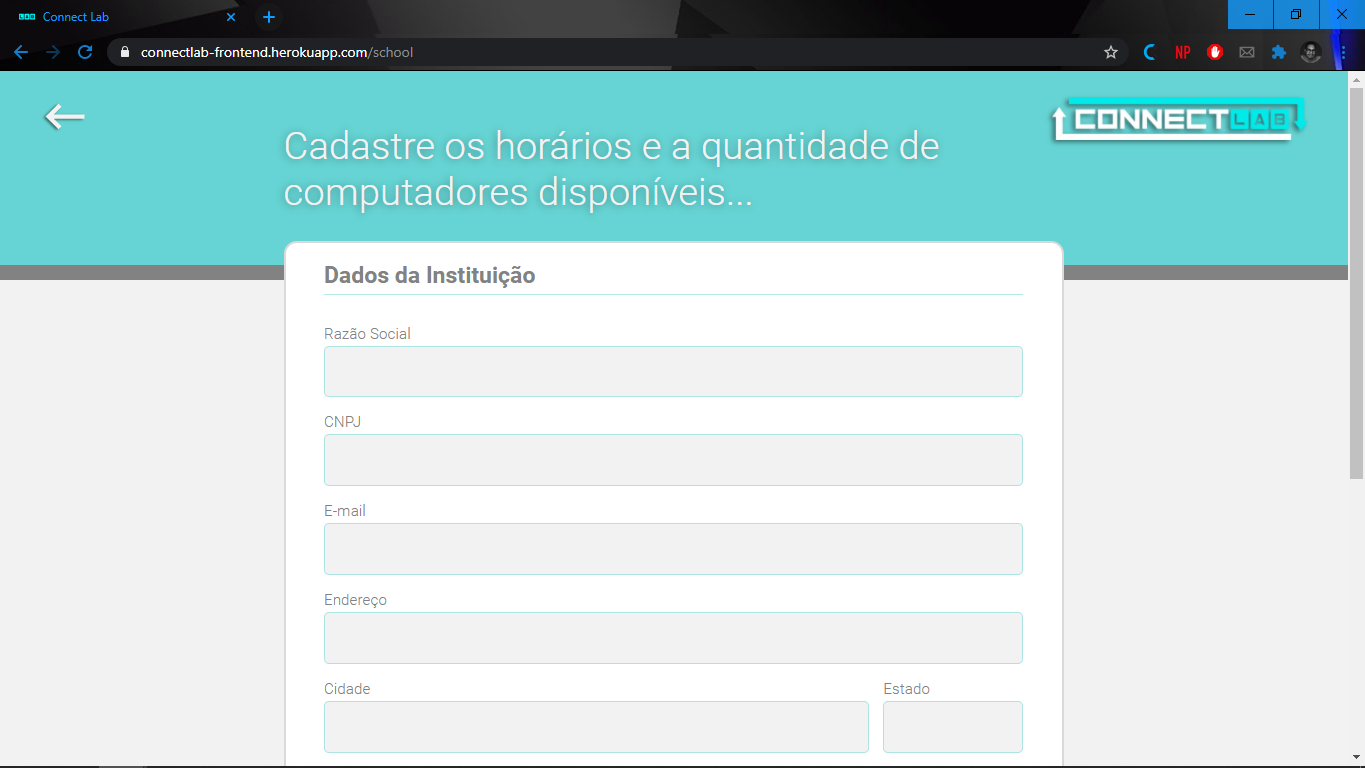 LAB Connect Lab
connectlab-frontend.herokuapp.com/school
NP
CONNECT LAB
Cadastre os horários e a quantidade de
computadores disponíveis...
Dados da Instituição
Razão Social
CNPJ
E-mail
Endereço
Cidade Estado